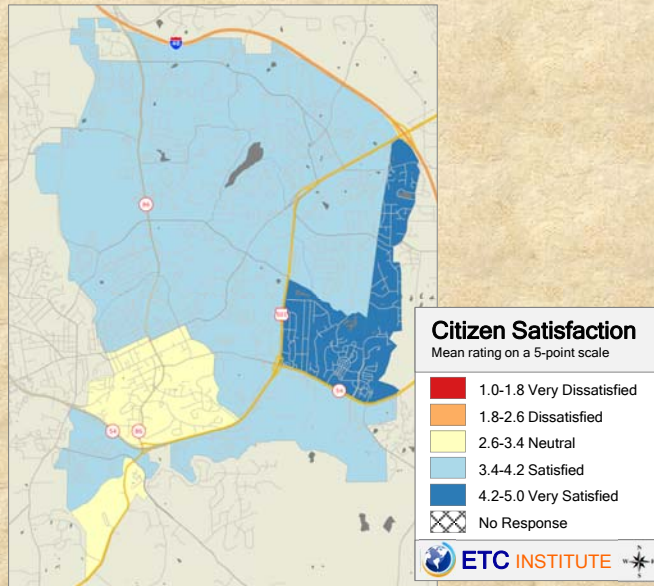 40
86
501
54
54
86
Citizen Satisfaction
Mean rating on a 5-point scale
1.0-1.8 Very Dissatisfied
1.8-2.6 Dissatisfied
2.6-3.4 Neutral
3.4-4.2 Satisfied
4.2-5.0 Very Satisfied
No Response
ETC INSTITUTE
N
W
E
S